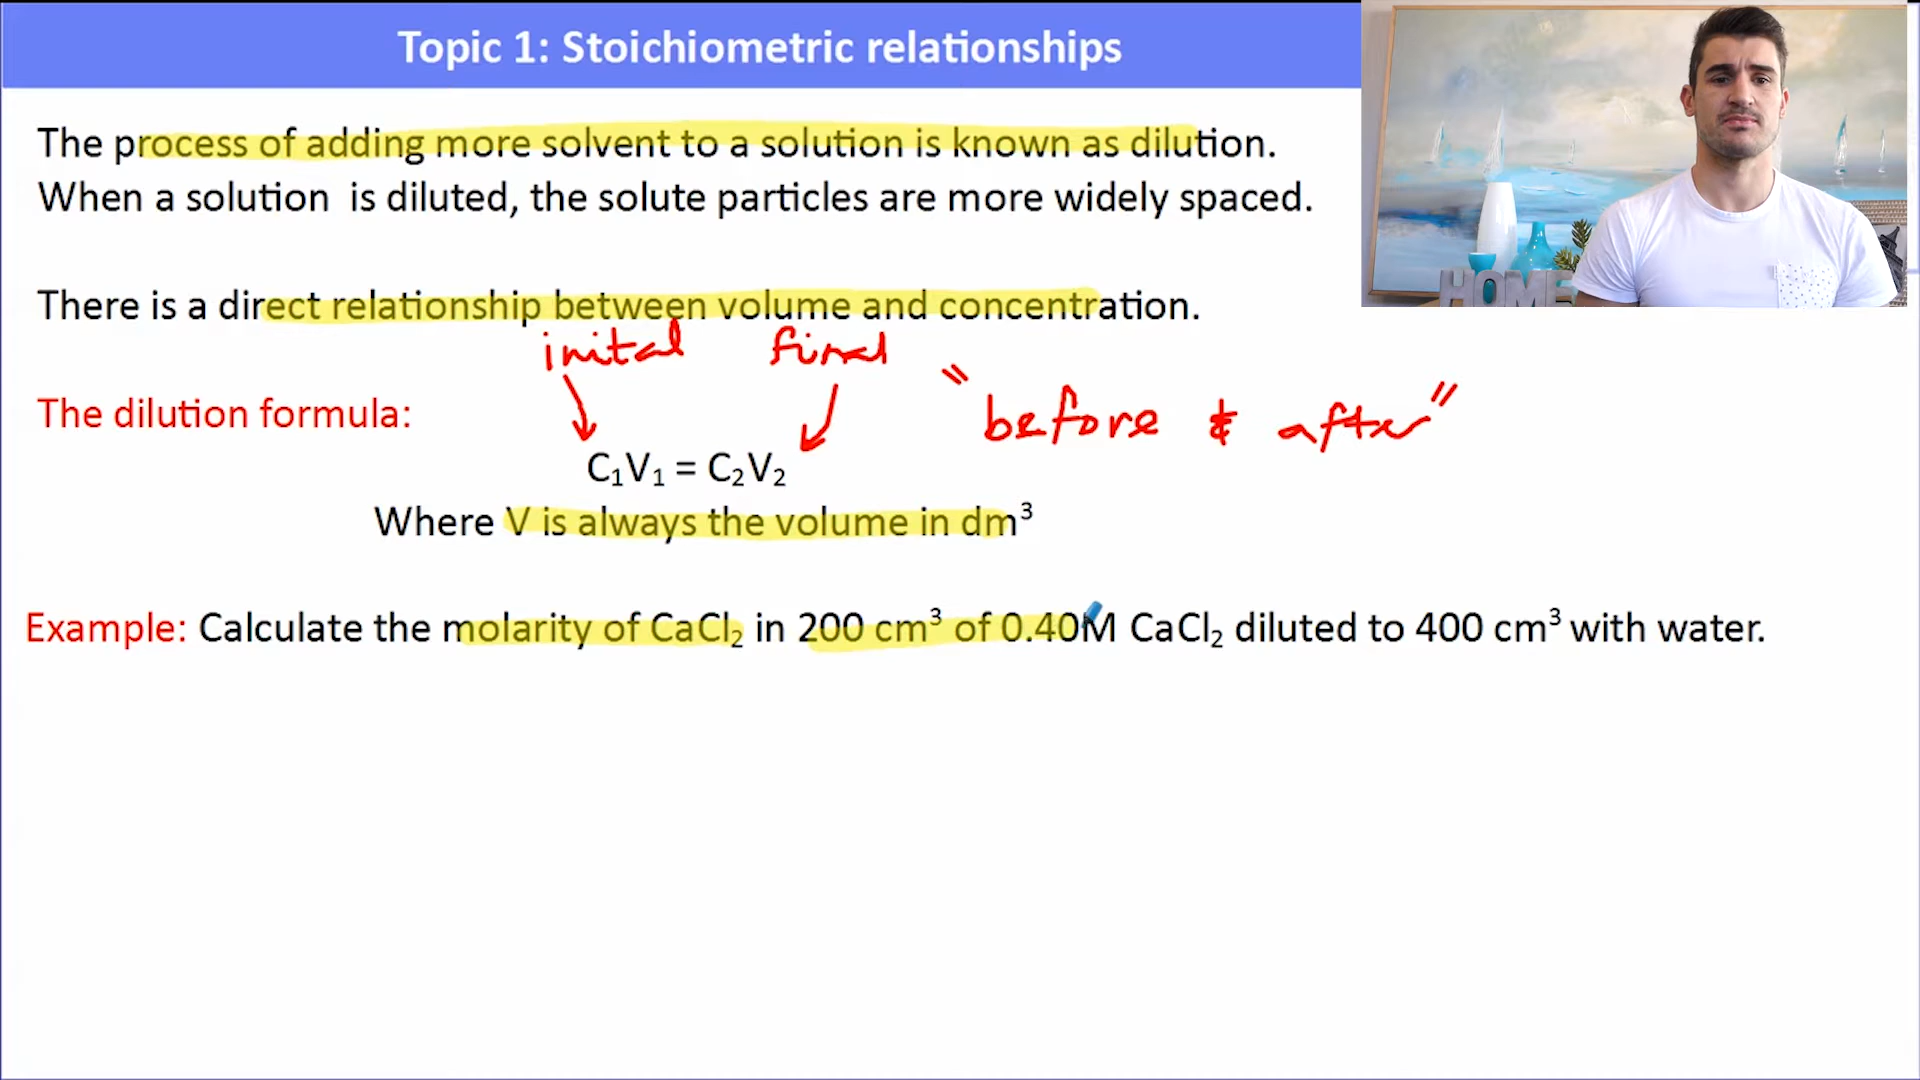 Topic 1: Stoichiometric relationships
The process of adding more solvent to a solution is known as dilution.
When a solution is diluted, the solute particles are more widely spaced.
There is a direct relationship between volume and concentration.
inital final
The dilution formula:
"before & after"
C₁V₁ = C₂V₂
Where V is always the volume in dm³
Example: Calculate the molarity of CaCl₂ in 200 cm³ of 0.40M CaCl₂ diluted to 400 cm³ with water.
HOME